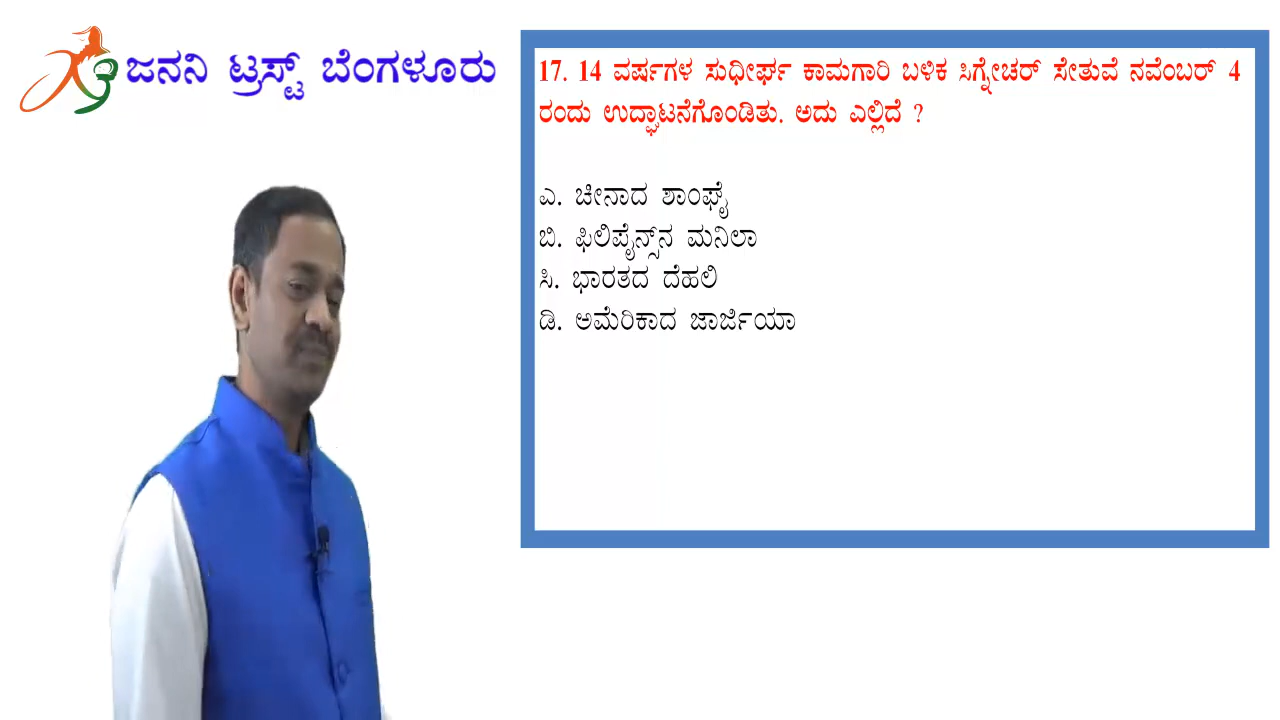 ಜನನಿ ಟ್ರಸ್ಟ್ ಬೆಂಗಳೂರು
17. 14 ವರ್ಷಗಳ ಸುಧೀರ್ಘ ಕಾಮಗಾರಿ ಬಳಿಕ ಸಿಗ್ನೇಚರ್ ಸೇತುವೆ ನವೆಂಬರ್ 4
ರಂದು ಉದ್ಘಾಟನೆಗೊಂಡಿತು. ಅದು ಎಲ್ಲಿದೆ ?
ಎ. ಚೀನಾದ ಶಾಂಘೈ
ಬಿ. ಫಿಲಿಪೈನ್ಸ್‌ನ ಮನಿಲಾ
ಸಿ. ಭಾರತದ ದೆಹಲಿ
ಡಿ. ಅಮೆರಿಕಾದ ಜಾರ್ಜಿಯಾ